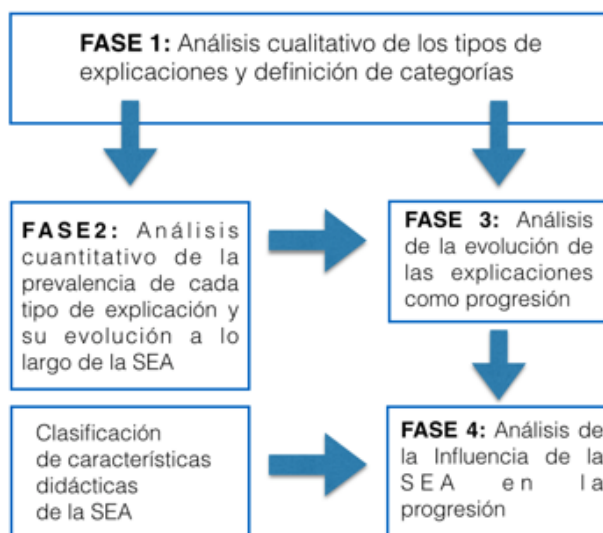 FASE 1: Análisis cualitativo de los tipos de
explicaciones y definición de categorías
FASE2: Análisis
cuantitativo de la
prevalencia de cada
tipo de explicación y
su evolución a lo
largo de la SEA
FASE 3: Análisis
de la evolución de
las explicaciones
como progresión
Clasificación
de características
didácticas
de la SEA
FASE 4: Análisis de
la Influencia de la
SEA en la
progresión